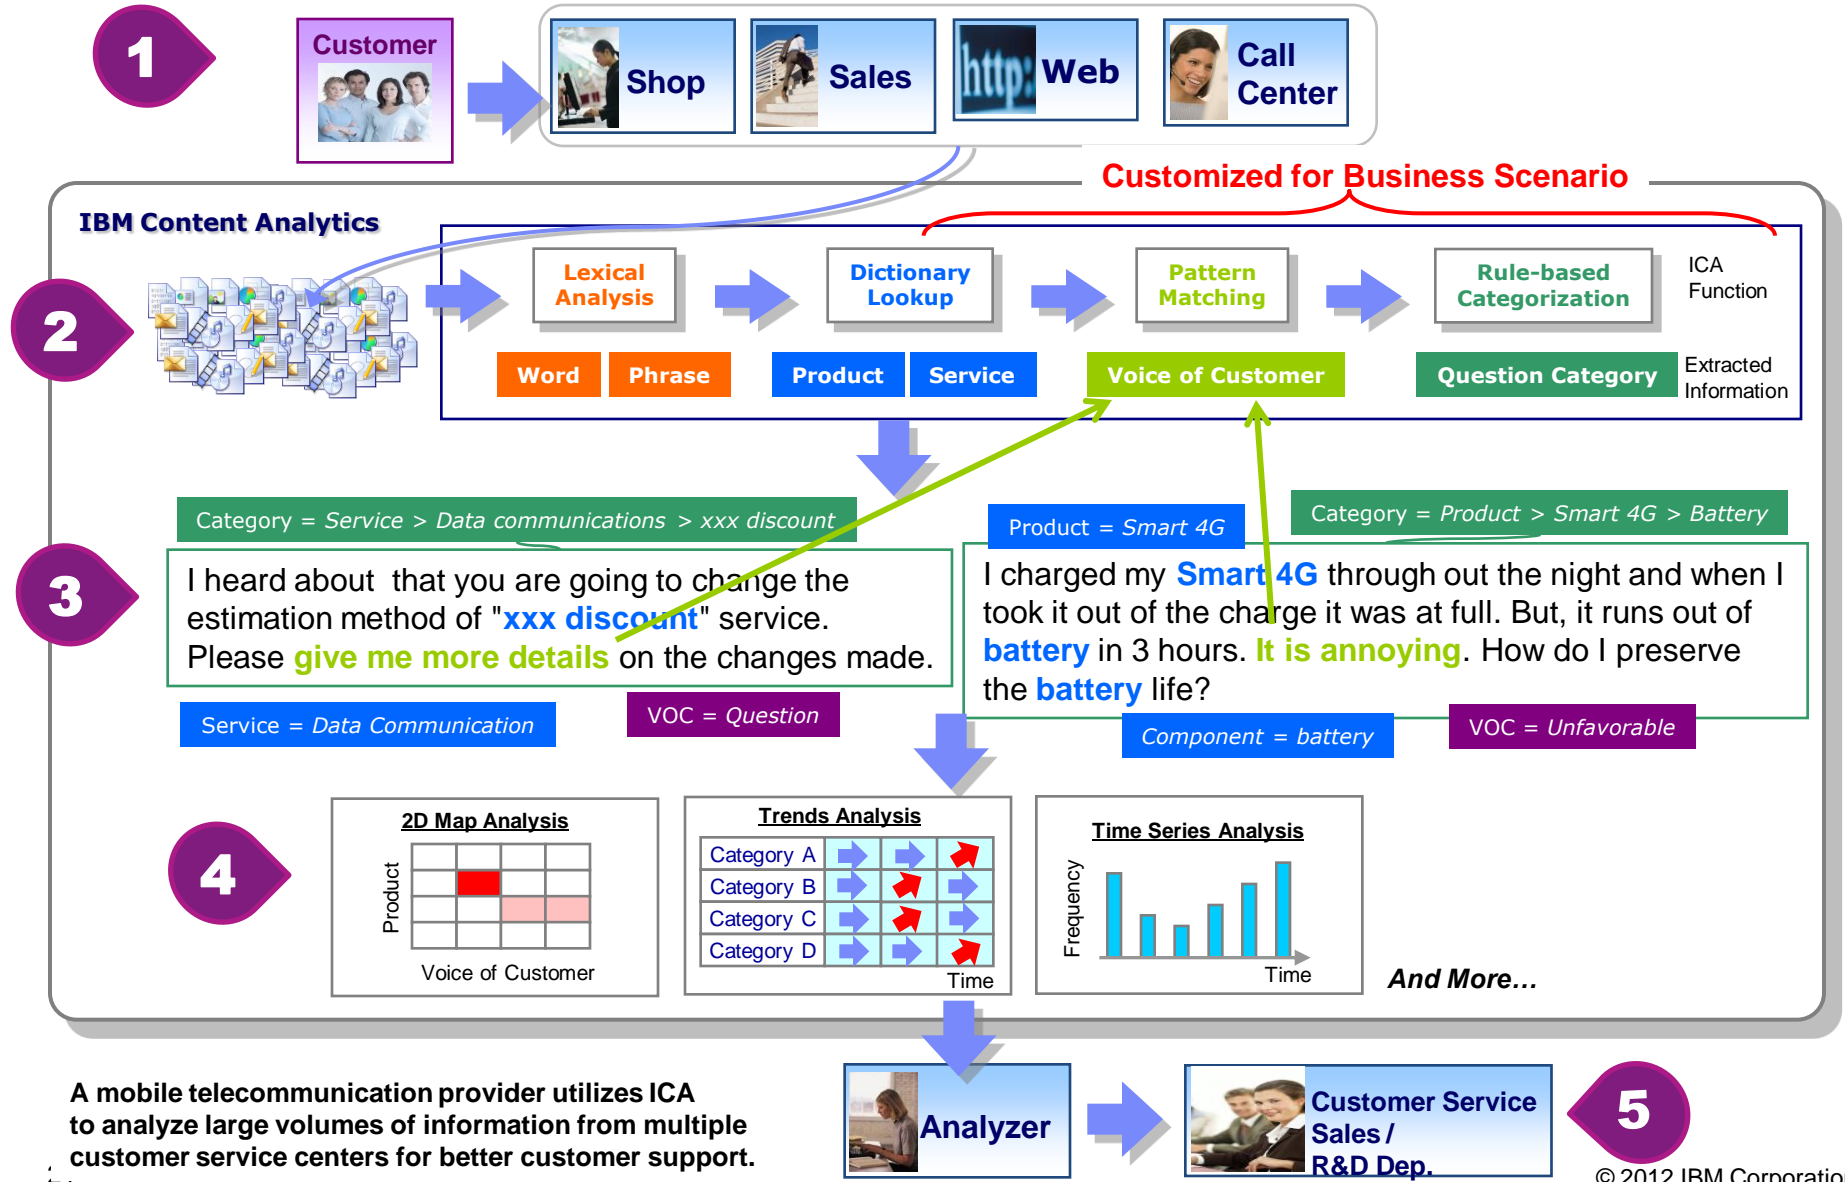 1
Customer
Shop
Sales
http:
Web
Call
Center
Customized for Business Scenario
IBM Content Analytics
2
Lexical
Analysis
Dictionary
Lookup
Pattern
Matching
Rule-based
Categorization
ICA
Function
Word
Phrase
Product
Service
Voice of Customer
Question Category
Extracted
Information
3
Category = Service > Data communications > xxx discount
I heard about  that you are going to change the
estimation method of "xxx discount" service.
Please give me more details on the changes made.
Service = Data Communication
VOC = Question
Product = Smart 4G
Category = Product > Smart 4G > Battery
I charged my Smart 4G through out the night and when I
took it out of the charge it was at full. But, it runs out of
battery in 3 hours. It is annoying. How do I preserve
the battery life?
Component = battery
VOC = Unfavorable
4
2D Map Analysis
Product
Voice of Customer
Trends Analysis
Category A
Category B
Category C
Category D
Time
Time Series Analysis
Frequency
Time
And More...
A mobile telecommunication provider utilizes ICA
to analyze large volumes of information from multiple
customer service centers for better customer support.
Analyzer
Customer Service
Sales /
R&D Dep.
5
© 2012 IBM Corporatio